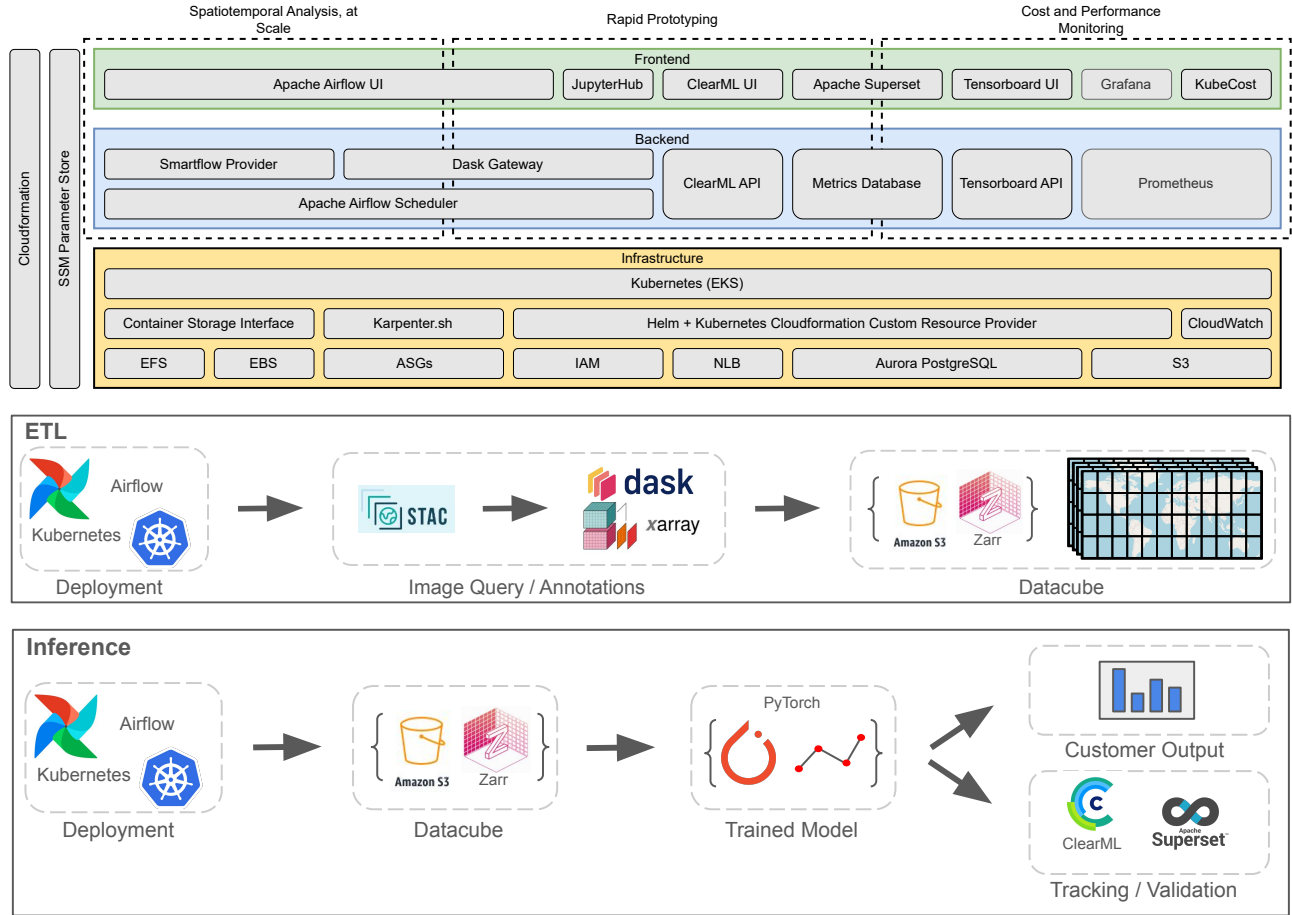 Spatiotemporal Analysis, at
Scale
Rapid Prototyping
Cost and Performance
Monitoring
Cloudformation
SSM Parameter Store
Frontend
Apache Airflow UI
JupyterHub
ClearML UI
Apache Superset
Tensorboard UI
Grafana
KubeCost
Backend
Smartflow Provider
Dask Gateway
Apache Airflow Scheduler
ClearML API
Metrics Database
Tensorboard API
Prometheus
Infrastructure
Kubernetes (EKS)
Container Storage Interface
Karpenter.sh
Helm + Kubernetes Cloudformation Custom Resource Provider
CloudWatch
EFS
EBS
ASGs
IAM
NLB
Aurora PostgreSQL
S3
ETL
Airflow
Kubernetes
Deployment
STAC
dask
xarray
Image Query / Annotations
Amazon S3
Zarr
Datacube
Inference
Airflow
Kubernetes
Deployment
Amazon S3
Zarr
Datacube
PyTorch
Trained Model
Customer Output
C
ClearML
Apache
Superset™
Tracking / Validation